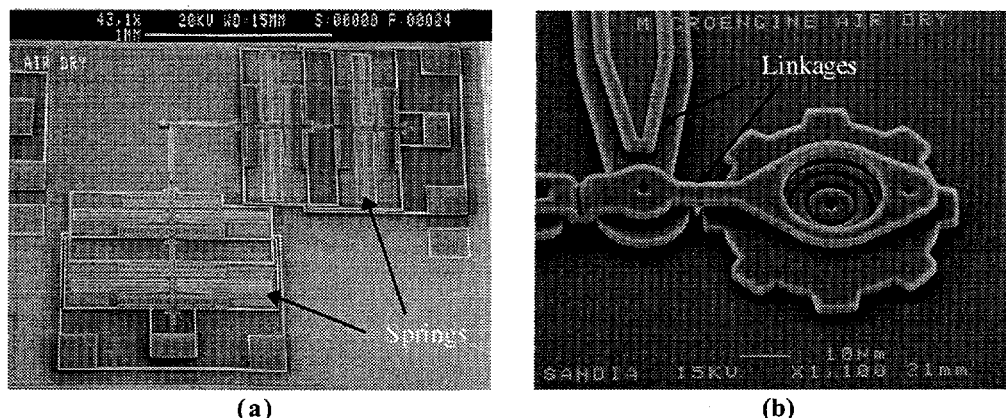 43.1X 20KV WD:15MM S:00000 P:00024
1MM
AIR DRY
Springs
(a)
MICROENGINE AIR DRY
Linkages
10µm
SANDIA 15KV X1,100 31mm
(b)